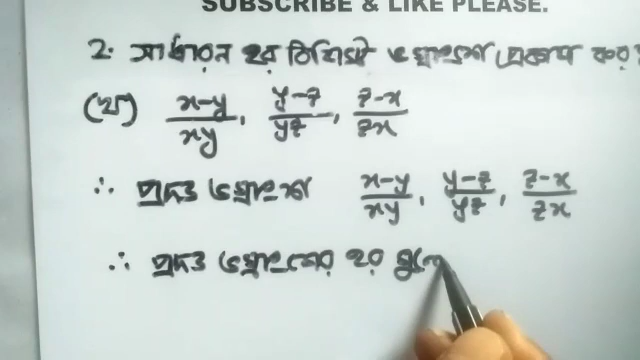 SUBSCRIBE & LIKE PLEASE.
2. সাধারন হর বিশিষ্ট ভগ্নাংশে প্রকাশ কর:
(খ) x-y/xy, y-z/yz, z-x/zx
∴ প্রদত্ত ভগ্নাংশ x-y/xy, y-z/yz, z-x/zx
∴ প্রদত্ত ভগ্নাংশের হর গুলো